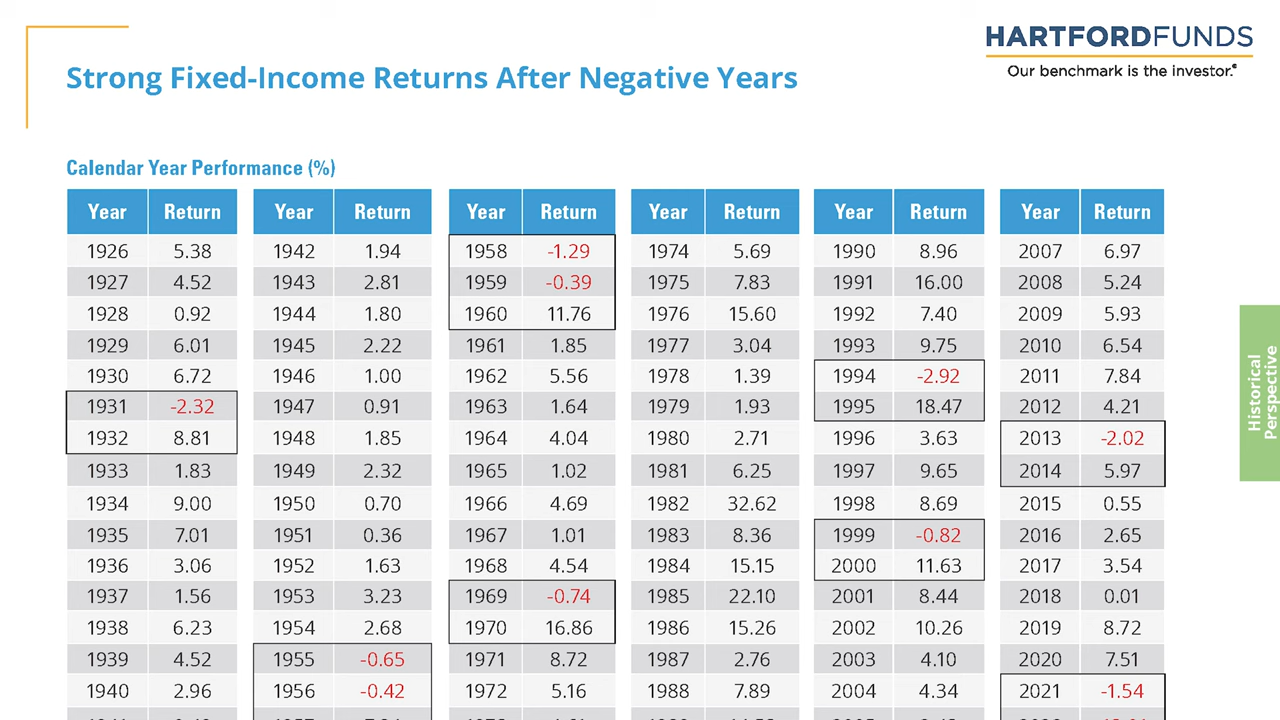 HARTFORDFUNDS
Our benchmark is the investor.®
Strong Fixed-Income Returns After Negative Years
Calendar Year Performance (%)
Year Return Year Return Year Return Year Return Year Return Year Return
1926 5.38 1942 1.94 1958 -1.29 1974 5.69 1990 8.96 2007 6.97
1927 4.52 1943 2.81 1959 -0.39 1975 7.83 1991 16.00 2008 5.24
1928 0.92 1944 1.80 1960 11.76 1976 15.60 1992 7.40 2009 5.93
1929 6.01 1945 2.22 1961 1.85 1977 3.04 1993 9.75 2010 6.54
1930 6.72 1946 1.00 1962 5.56 1978 1.39 1994 -2.92 2011 7.84
1931 -2.32 1947 0.91 1963 1.64 1979 1.93 1995 18.47 2012 4.21
1932 8.81 1948 1.85 1964 4.04 1980 2.71 1996 3.63 2013 -2.02
1933 1.83 1949 2.32 1965 1.02 1981 6.25 1997 9.65 2014 5.97
1934 9.00 1950 0.70 1966 4.69 1982 32.62 1998 8.69 2015 0.55
1935 7.01 1951 0.36 1967 1.01 1983 8.36 1999 -0.82 2016 2.65
1936 3.06 1952 1.63 1968 4.54 1984 15.15 2000 11.63 2017 3.54
1937 1.56 1953 3.23 1969 -0.74 1985 22.10 2001 8.44 2018 0.01
1938 6.23 1954 2.68 1970 16.86 1986 15.26 2002 10.26 2019 8.72
1939 4.52 1955 -0.65 1971 8.72 1987 2.76 2003 4.10 2020 7.51
1940 2.96 1956 -0.42 1972 5.16 1988 7.89 2004 4.34 2021 -1.54
Historical
Perspective